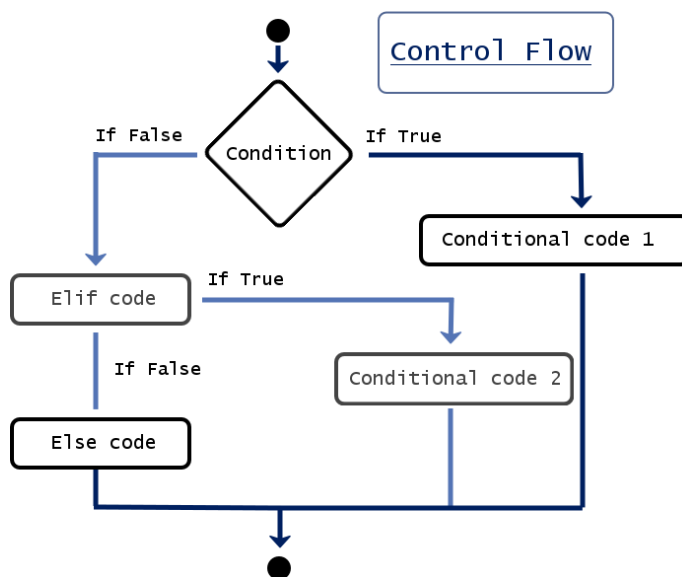 Control Flow
If False
If True
Condition
Conditional code 1
Elif code
If True
If False
Conditional code 2
Else code